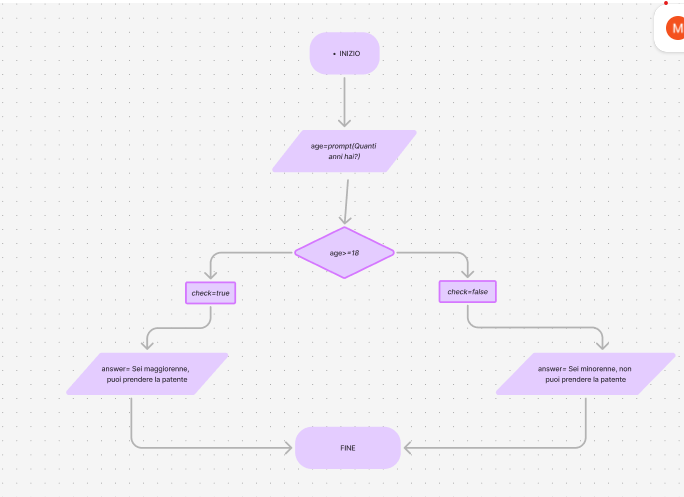 M
• INIZIO
age=prompt(Quanti
anni hai?)
age>=18
check=true
check=false
answer= Sei maggiorenne,
puoi prendere la patente
answer= Sei minorenne, non
puoi prendere la patente
FINE